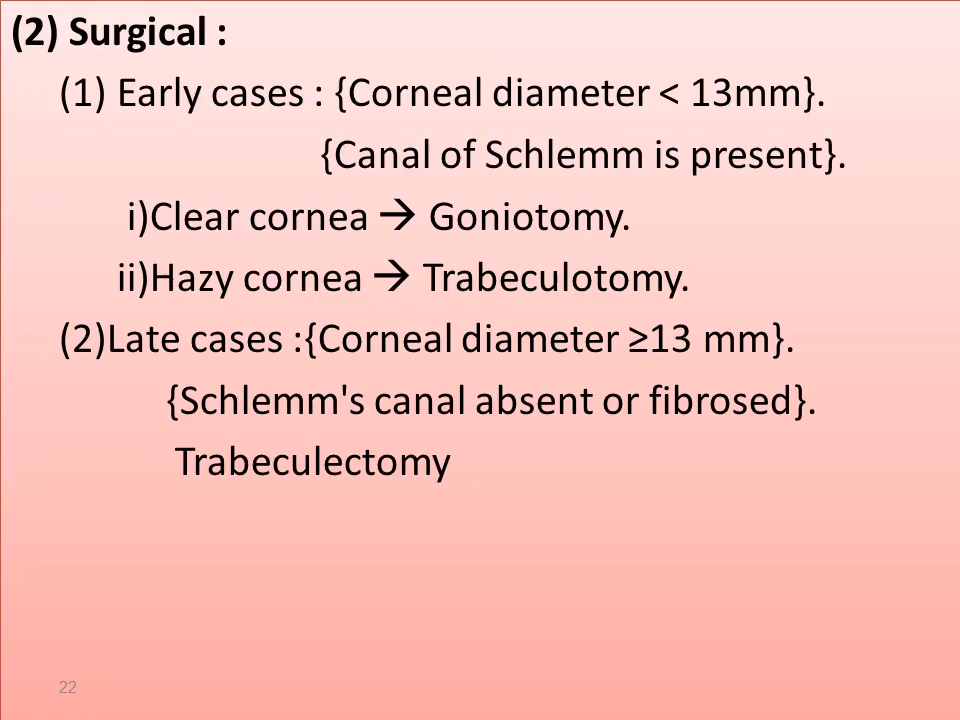 (2) Surgical :
(1) Early cases : {Corneal diameter < 13mm}.
{Canal of Schlemm is present}.
i)Clear cornea → Goniotomy.
ii)Hazy cornea → Trabeculotomy.
(2)Late cases :{Corneal diameter ≥13 mm}.
{Schlemm's canal absent or fibrosed}.
Trabeculectomy
22